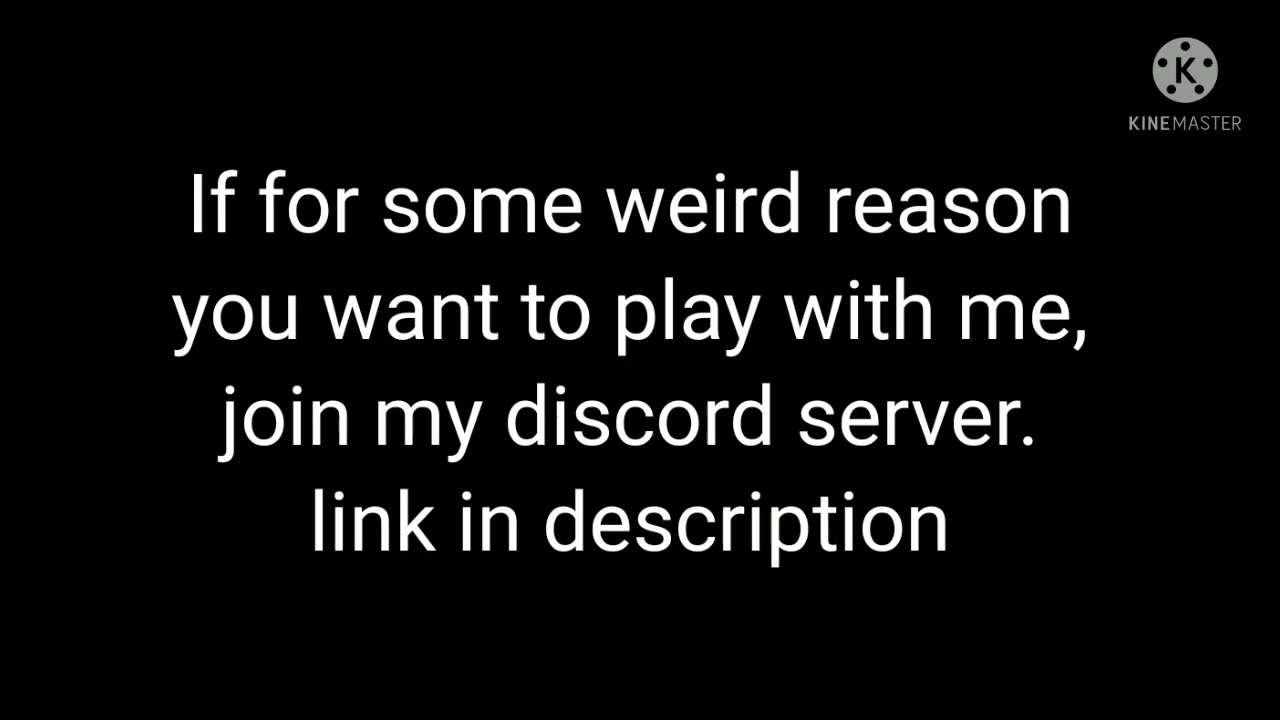 K
KINEMASTER
If for some weird reason
you want to play with me,
join my discord server.
link in description